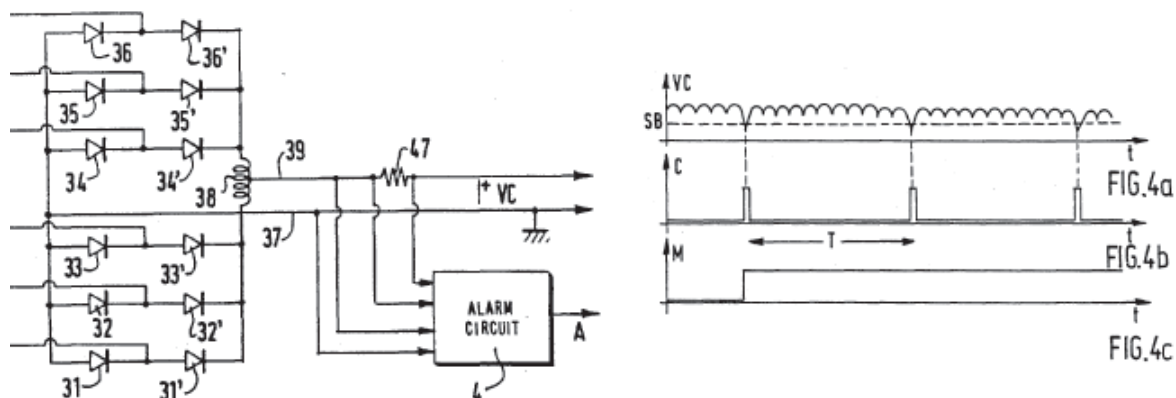 36
36'
35
35'
34
34'
38
39
47
+ VC
37
33
33'
32
32'
31
31'
ALARM
CIRCUIT
A
4
VC
SB
t
FIG.4a
C
T
t
FIG.4b
M
t
FIG.4c